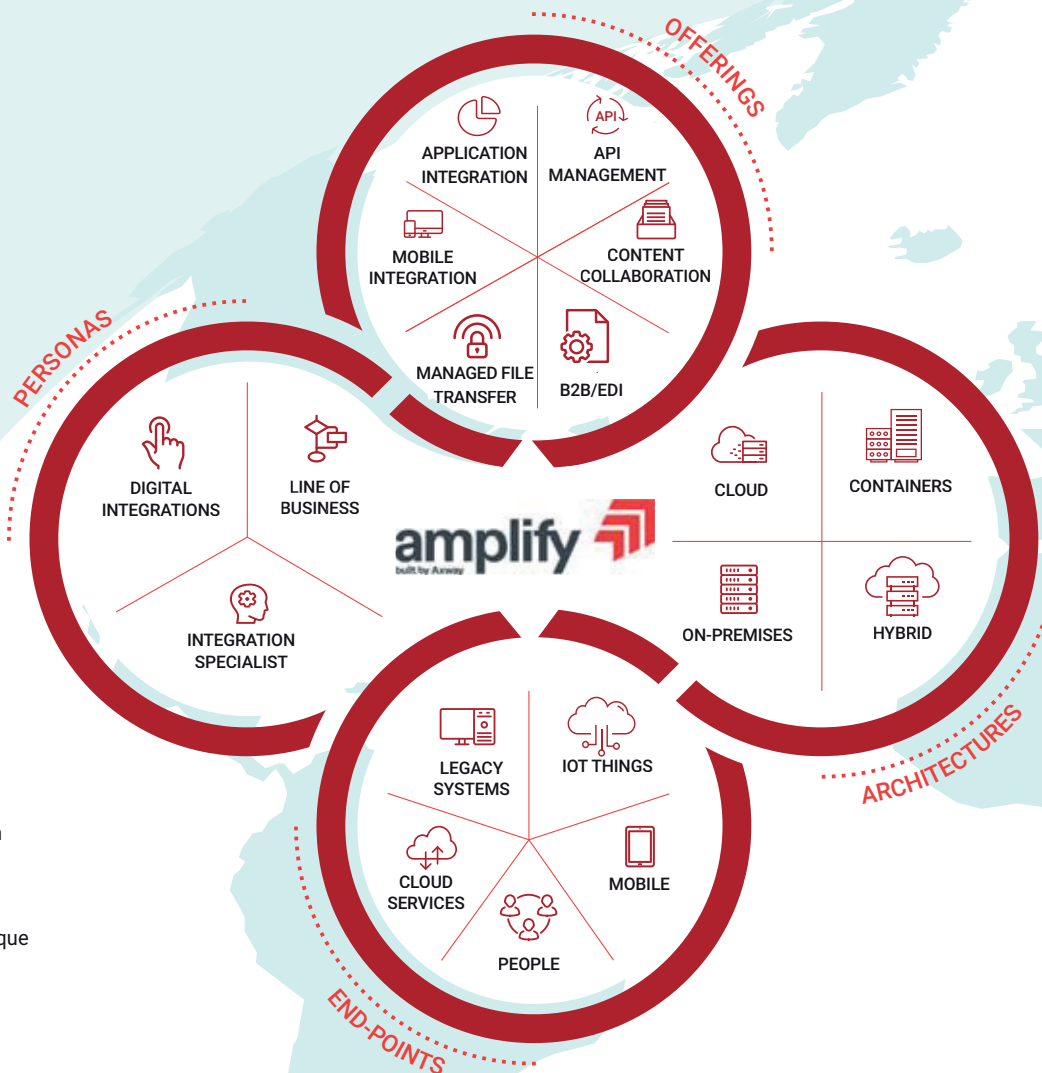 OFFERINGS
APPLICATION
INTEGRATION
API
API
MANAGEMENT
MOBILE
INTEGRATION
CONTENT
COLLABORATION
MANAGED FILE
TRANSFER
B2B/EDI
PERSONAS
DIGITAL
INTEGRATIONS
LINE OF
BUSINESS
INTEGRATION
SPECIALIST
amplify
built by Axway
CLOUD
CONTAINERS
ON-PREMISES
HYBRID
ARCHITECTURES
LEGACY
SYSTEMS
IOT THINGS
CLOUD
SERVICES
MOBILE
PEOPLE
END-POINTS
que